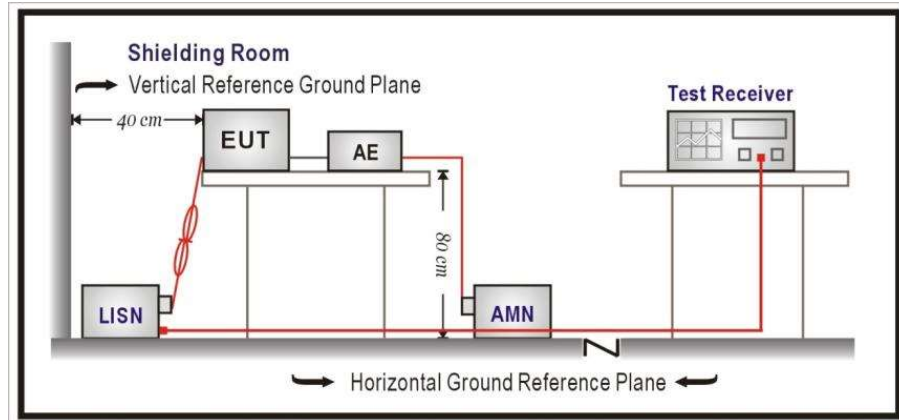 Shielding Room
Vertical Reference Ground Plane
Test Receiver
40 cm
EUT
AE
80 cm
LISN
AMN
Horizontal Ground Reference Plane